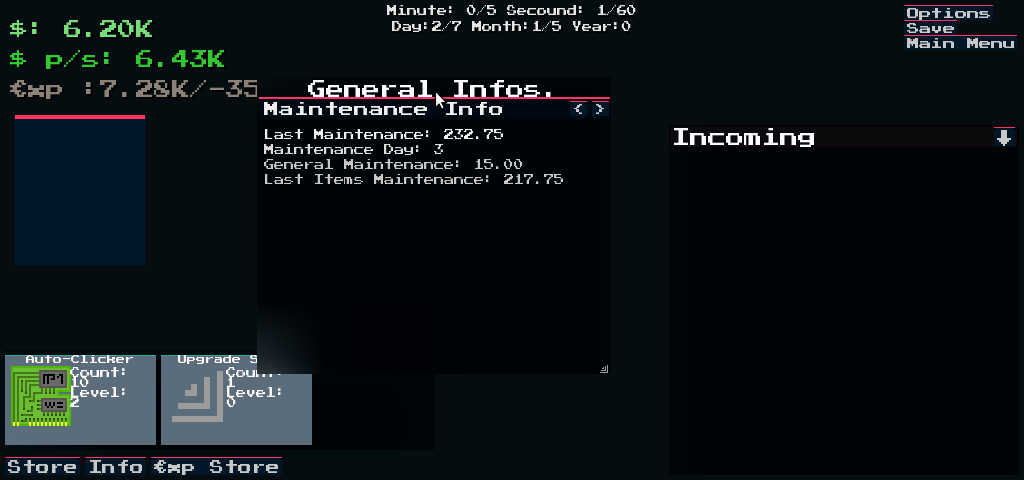 Minute: 0/5 Secound: 1/60
Day:2/7 Month:1/5 Year:0
$: 6.20K
$ p/s: 6.43K
€xp :7.28K/-35
Options
Save
Main Menu
General Infos.
Maintenance Info
< >
Last Maintenance: 232.75
Maintenance Day: 3
General Maintenance: 15.00
Last Items Maintenance: 217.75
Incoming
Auto-Clicker
Count:
10
Level:
2
Upgrade S
Count:
1
Level:
0
Store Info €xp Store